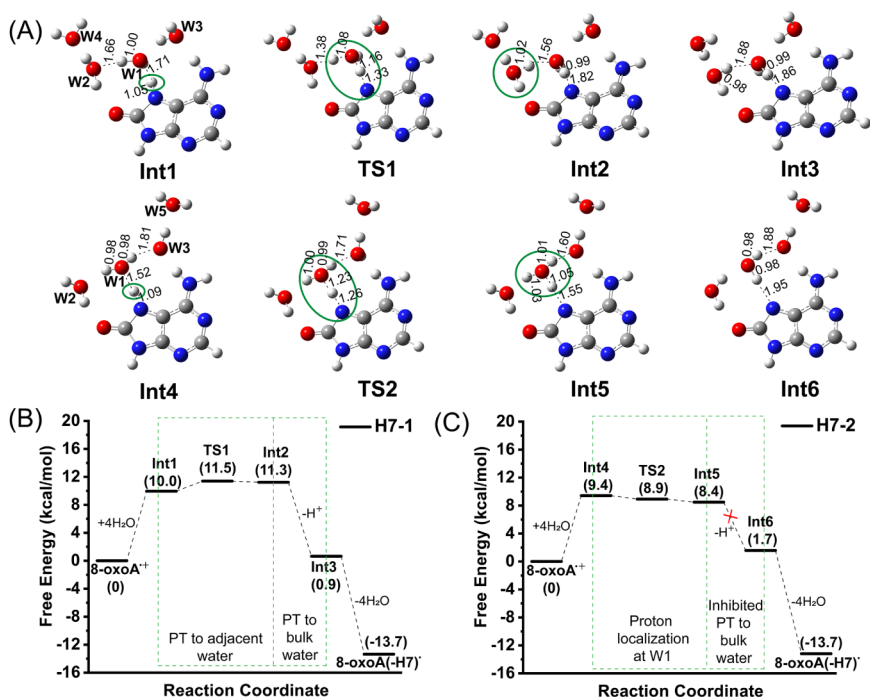 (A)
W4
1.66
1.00
W3
W2
W1
1.71
1.05
Int1
1.38
1.08
1.16
1.33
TS1
1.02
1.56
0.99
1.82
Int2
1.88
0.99
0.98
1.86
Int3
W5
0.98
0.98
1.81
W3
W1
1.52
W2
1.09
Int4
1.00
0.99
1.71
1.23
1.26
TS2
1.01
1.60
1.05
1.03
1.55
Int5
0.98
1.88
0.98
1.95
Int6
(B)
Free Energy (kcal/mol)
20
16
12
8
4
0
-4
-8
-12
-16
H7-1
Int1
(10.0)
TS1
(11.5)
Int2
(11.3)
+4H₂O
-H⁺
8-oxoA˙⁺
(0)
Int3
(0.9)
-4H₂O
PT to adjacent
water
PT to
bulk
water
(-13.7)
8-oxoA(-H7)˙
Reaction Coordinate
(C)
Free Energy (kcal/mol)
20
16
12
8
4
0
-4
-8
-12
-16
H7-2
Int4
(9.4)
TS2
(8.9)
Int5
(8.4)
+4H₂O
-H⁺
Int6
(1.7)
8-oxoA˙⁺
(0)
-4H₂O
Proton
localization
at W1
Inhibited
PT to bulk
water
(-13.7)
8-oxoA(-H7)˙
Reaction Coordinate